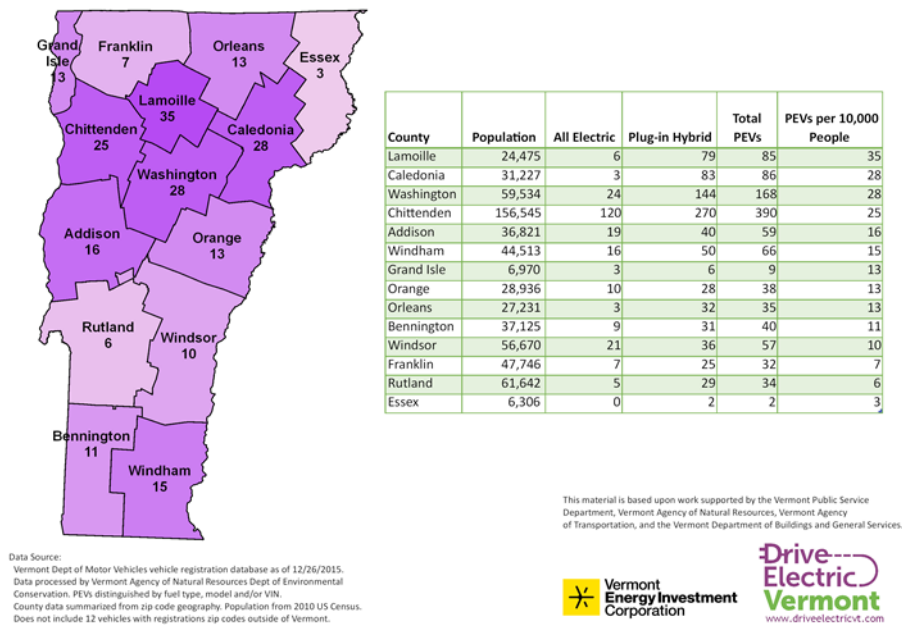 Grand
Isle
13
Franklin
7
Orleans
13
Essex
3
Lamoille
35
Chittenden
25
Caledonia
28
Washington
28
Addison
16
Orange
13
Rutland
6
Windsor
10
Bennington
11
Windham
15
County Population All Electric Plug-in Hybrid Total PEVs PEVs per 10,000 People
Lamoille 24,475 6 79 85 35
Caledonia 31,227 3 83 86 28
Washington 59,534 24 144 168 28
Chittenden 156,545 120 270 390 25
Addison 36,821 19 40 59 16
Windham 44,513 16 50 66 15
Grand Isle 6,970 3 6 9 13
Orange 28,936 10 28 38 13
Orleans 27,231 3 32 35 13
Bennington 37,125 9 31 40 11
Windsor 56,670 21 36 57 10
Franklin 47,746 7 25 32 7
Rutland 61,642 5 29 34 6
Essex 6,306 0 2 2 3
This material is based upon work supported by the Vermont Public Service
Department, Vermont Agency of Natural Resources, Vermont Agency
of Transportation, and the Vermont Department of Buildings and General Services.
Data Source:
Vermont Dept of Motor Vehicles vehicle registration database as of 12/26/2015.
Data processed by Vermont Agency of Natural Resources Dept of Environmental
Conservation. PEVs distinguished by fuel type, model and/or VIN.
County data summarized from zip code geography. Population from 2010 US Census.
Does not include 12 vehicles with registrations zip codes outside of Vermont.
Vermont
Energy Investment
Corporation
Drive
Electric
Vermont
www.driveelectricvt.com